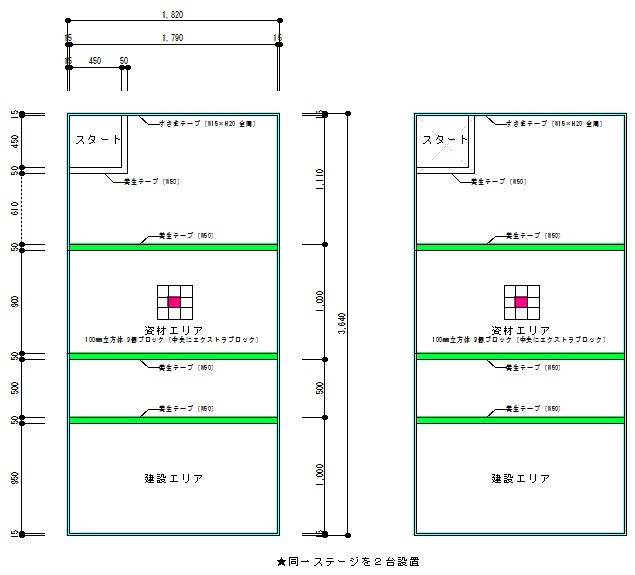 1,820
15 1,790 15
15 450 50
15
450
50
610
50
900
50
500
50
950
15
スタート
すき間テープ (W15×H20 全周)
養生テープ (W50)
養生テープ (W50)
資材エリア
100mm立方体 9個ブロック (中央にエクストラブロック)
養生テープ (W50)
養生テープ (W50)
建設エリア
15
1,110
1,000
500
1,000
15
3,640
スタート
すき間テープ (W15×H20 全周)
養生テープ (W50)
養生テープ (W50)
資材エリア
100mm立方体 9個ブロック (中央にエクストラブロック)
養生テープ (W50)
養生テープ (W50)
建設エリア
★同一ステージを2台設置